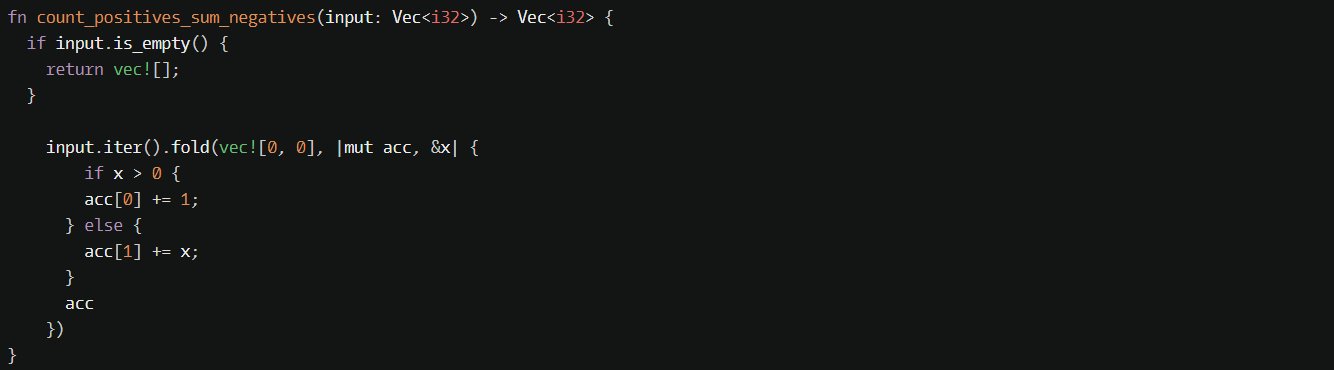 fn count_positives_sum_negatives(input: Vec<i32>) -> Vec<i32> {
  if input.is_empty() {
    return vec![];
  }

    input.iter().fold(vec![0, 0], |mut acc, &x| {
        if x > 0 {
        acc[0] += 1;
      } else {
        acc[1] += x;
      }
      acc
    })
}